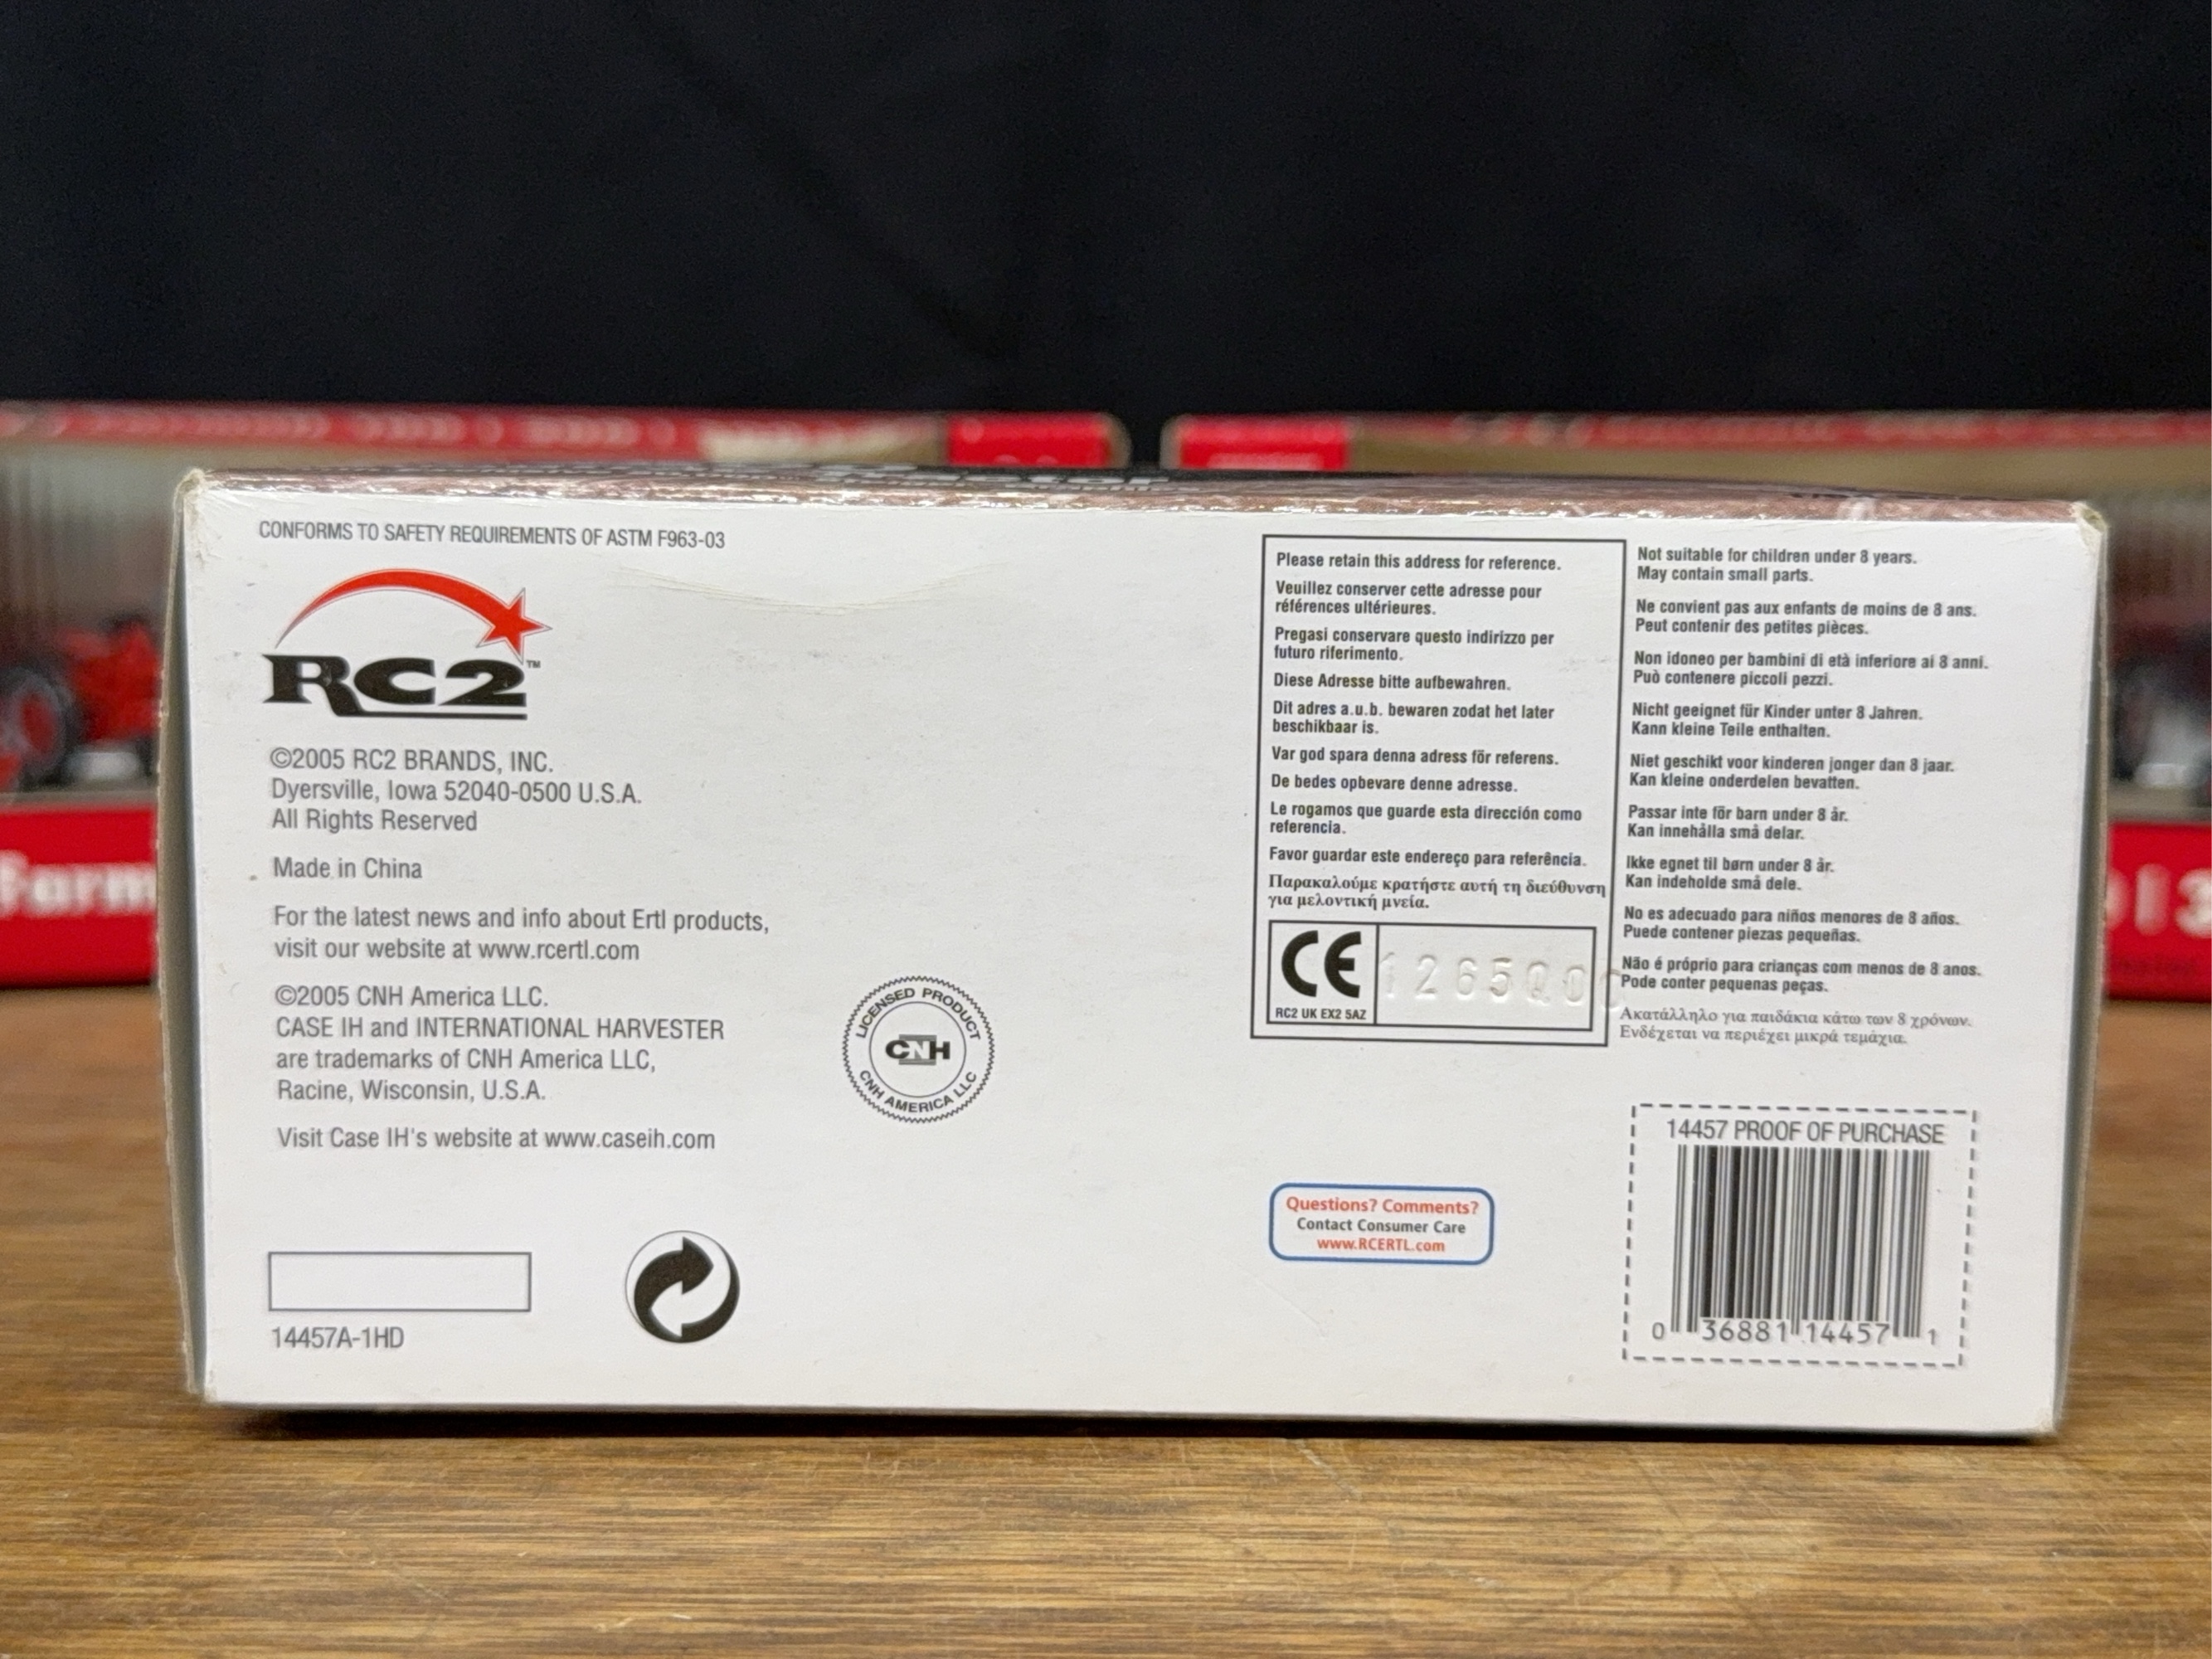 CONFORMS TO SAFETY REQUIREMENTS OF ASTM F963-03
RC2™
©2005 RC2 BRANDS, INC.
Dyersville, Iowa 52040-0500 U.S.A.
All Rights Reserved
Made in China
For the latest news and info about Ertl products,
visit our website at www.rcertl.com
©2005 CNH America LLC.
CASE IH and INTERNATIONAL HARVESTER
are trademarks of CNH America LLC,
Racine, Wisconsin, U.S.A.
Visit Case IH's website at www.caseih.com
14457A-1HD
LICENSED PRODUCT
CNH
CNH AMERICA LLC
Please retain this address for reference.
Veuillez conserver cette adresse pour
références ultérieures.
Pregasi conservare questo indirizzo per
futuro riferimento.
Diese Adresse bitte aufbewahren.
Dit adres a.u.b. bewaren zodat het later
beschikbaar is.
Var god spara denna adress för referens.
De bedes opbevare denne adresse.
Le rogamos que guarde esta dirección como
referencia.
Favor guardar este endereço para referência.
Παρακαλούμε κρατήστε αυτή τη διεύθυνση
για μελοντική μνεία.
CE
RC2 UK EX2 5AZ
Not suitable for children under 8 years.
May contain small parts.
Ne convient pas aux enfants de moins de 8 ans.
Peut contenir des petites pièces.
Non idoneo per bambini di età inferiore ai 8 anni.
Può contenere piccoli pezzi.
Nicht geeignet für Kinder unter 8 Jahren.
Kann kleine Teile enthalten.
Niet geschikt voor kinderen jonger dan 8 jaar.
Kan kleine onderdelen bevatten.
Passar inte för barn under 8 år.
Kan innehålla små delar.
Ikke egnet til børn under 8 år.
Kan indeholde små dele.
No es adecuado para niños menores de 8 años.
Puede contener piezas pequeñas.
Não é próprio para crianças com menos de 8 anos.
Pode conter pequenas peças.
Ακατάλληλο για παιδάκια κάτω των 8 χρόνων.
Ενδέχεται να περιέχει μικρά τεμάχια.
Questions? Comments?
Contact Consumer Care
www.RCERTL.com
14457 PROOF OF PURCHASE
0 36881 14457 1
farm